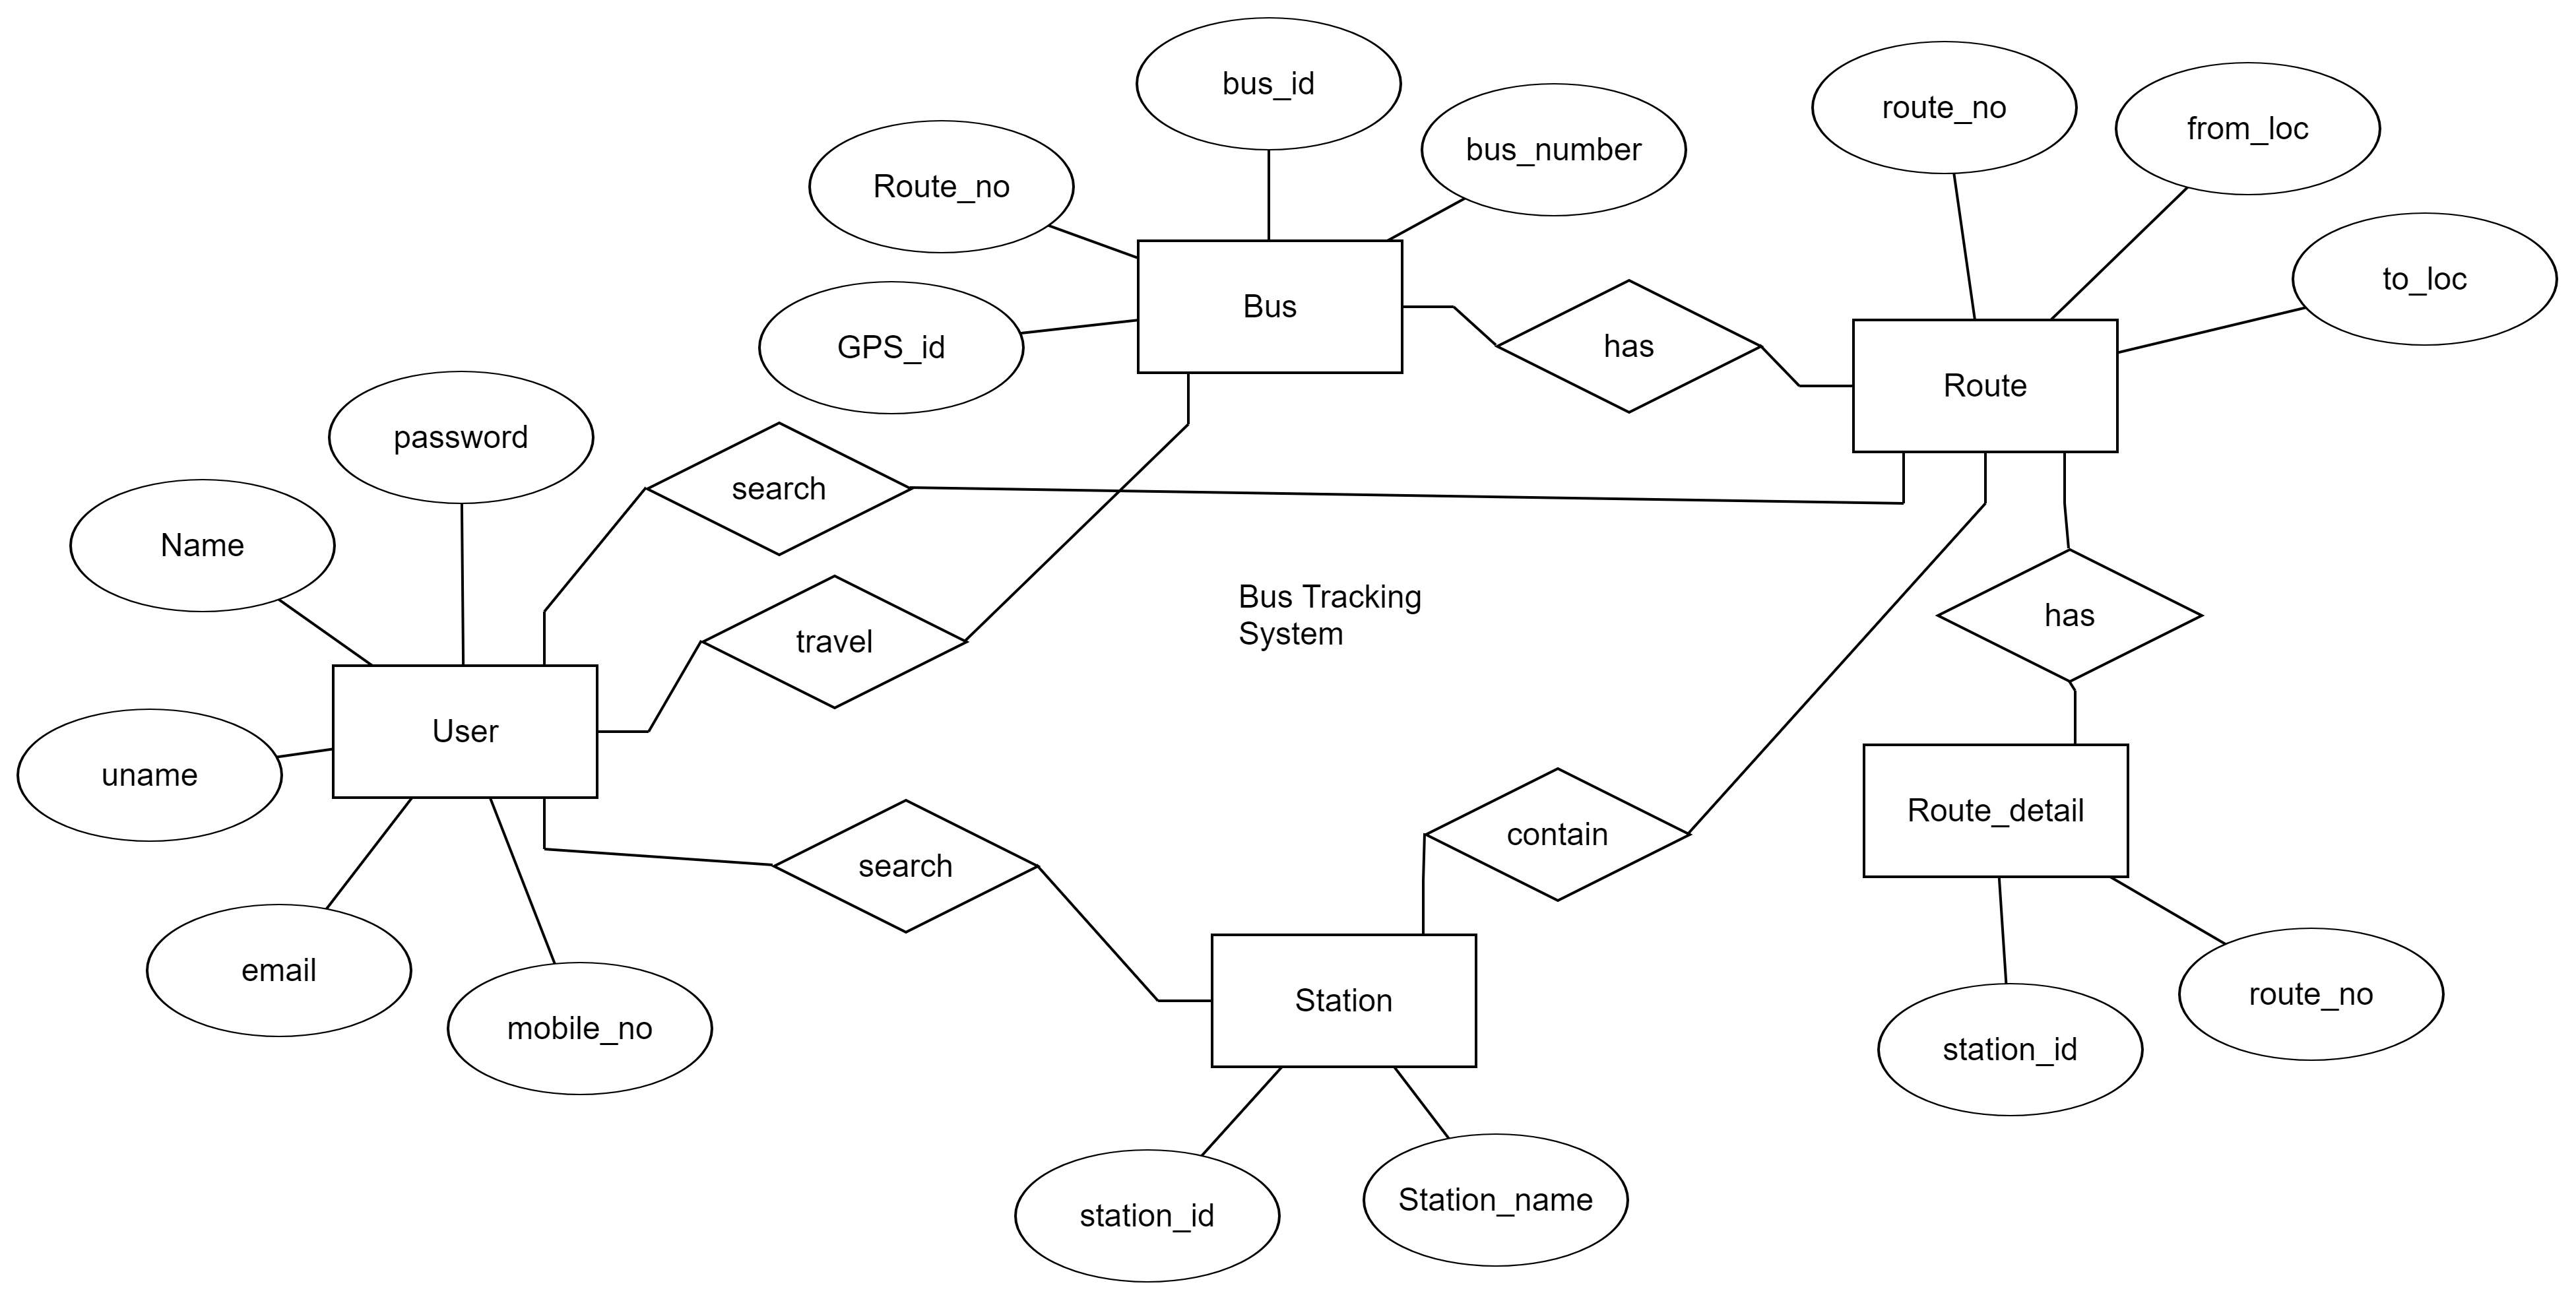 bus_id
route_no
from_loc
bus_number
Route_no
to_loc
Bus
has
GPS_id
Route
password
search
Name
Bus Tracking
System
has
travel
User
uname
Route_detail
contain
search
email
route_no
Station
mobile_no
station_id
Station_name
station_id